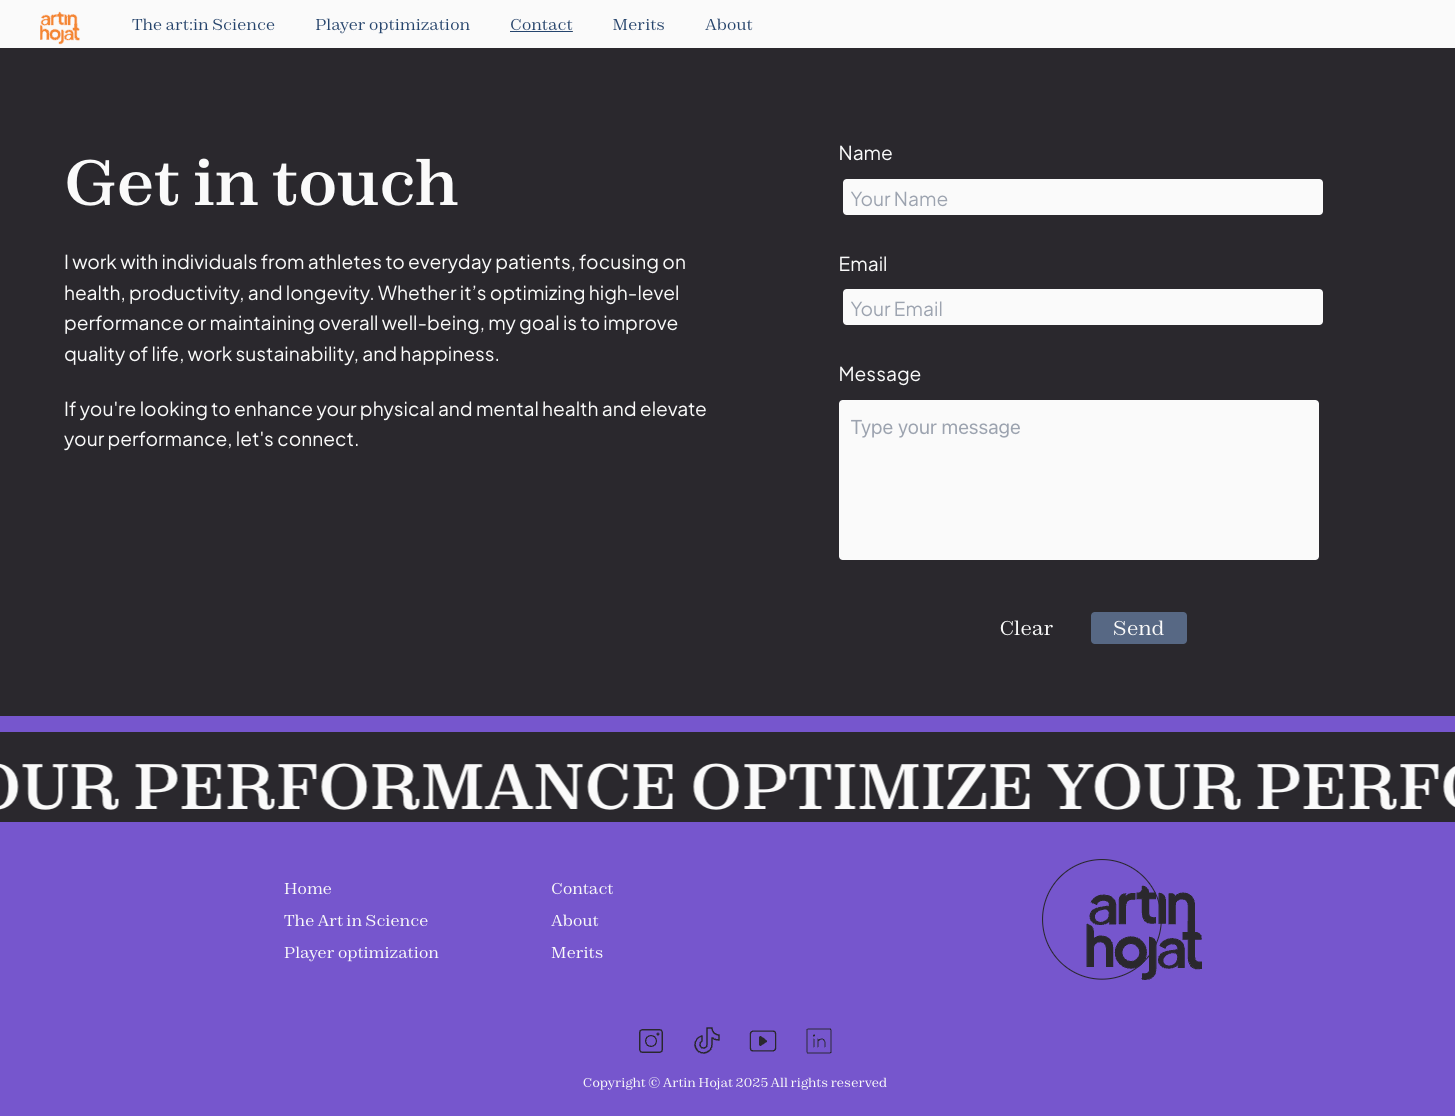 artin
hojat
The art:in Science
Player optimization
Contact
Merits
About
Get in touch
I work with individuals from athletes to everyday patients, focusing on
health, productivity, and longevity. Whether it’s optimizing high-level
performance or maintaining overall well-being, my goal is to improve
quality of life, work sustainability, and happiness.
If you're looking to enhance your physical and mental health and elevate
your performance, let's connect.
Name
Your Name
Email
Your Email
Message
Type your message
Clear
Send
OUR PERFORMANCE OPTIMIZE YOUR PERFO
Home
The Art in Science
Player optimization
Contact
About
Merits
artin
hojat
in
Copyright © Artin Hojat 2025 All rights reserved